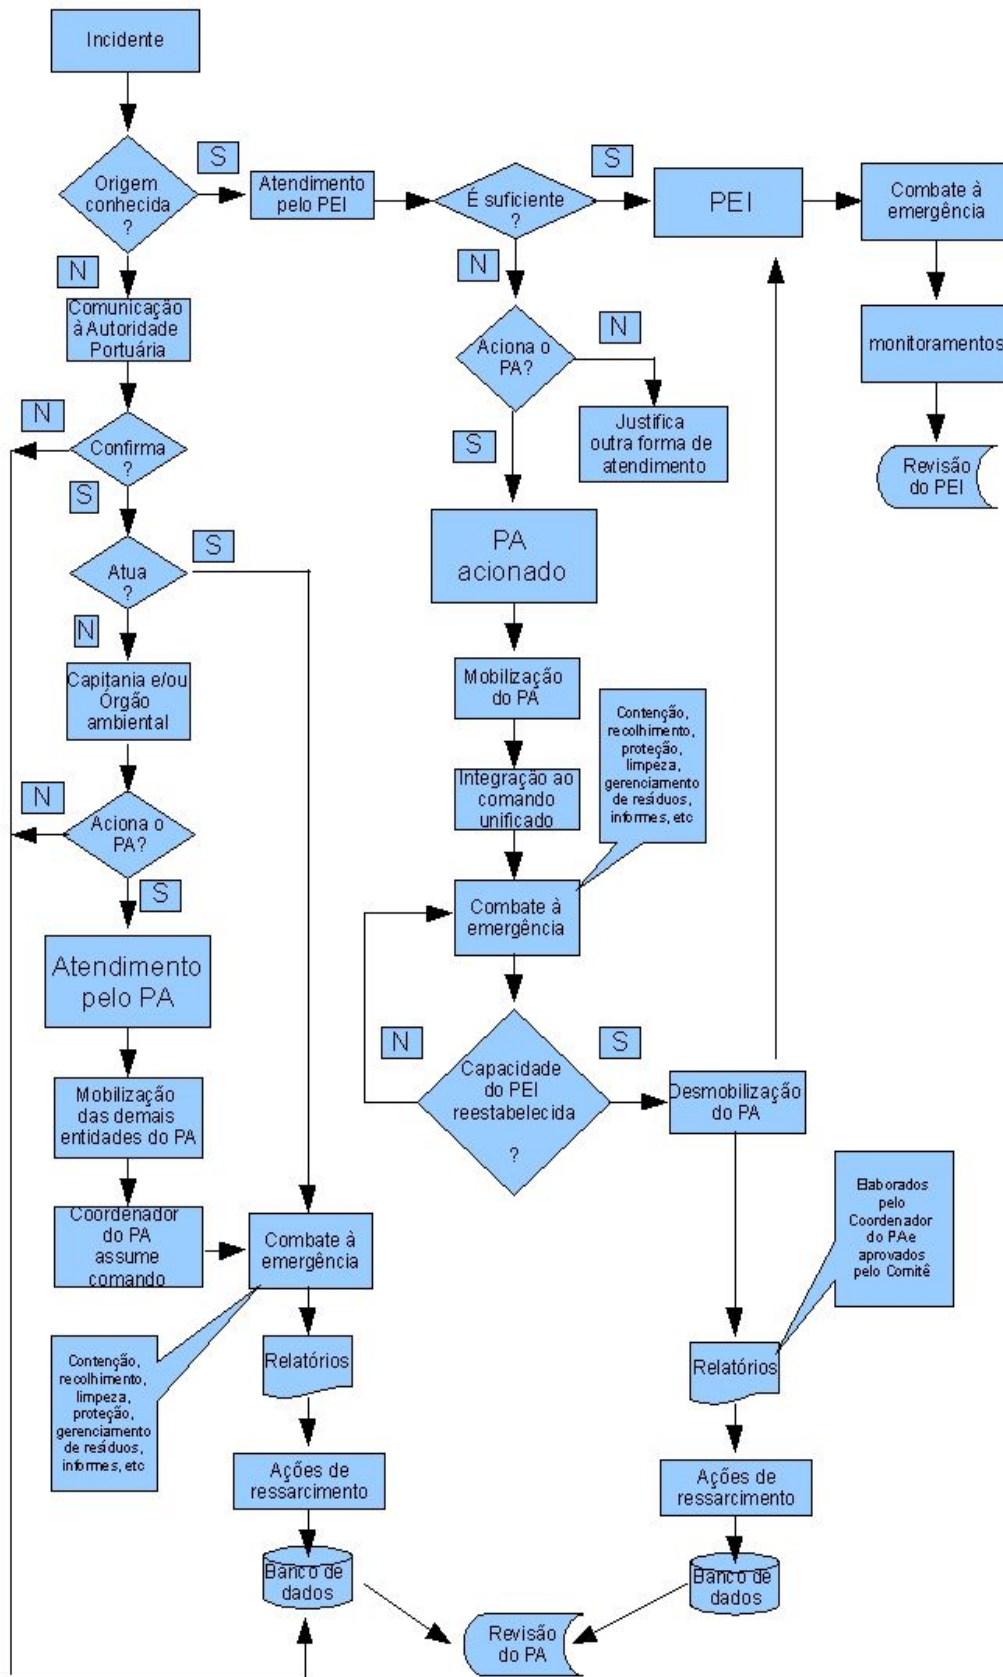 Incidente
Origem
conhecida
?
S
Atendimento
pelo PEI
É suficiente
?
S
PEI
Combate à
emergência
monitoramentos
Revisão
do PEI
N
Comunicação
à Autoridade
Portuária
N
Aciona o
PA?
N
Justifica
outra forma de
atendimento
N
Confirma
?
S
S
Atua
?
S
PA
acionado
N
Capitania e/ou
Órgão
ambiental
Mobilização
do PA
Contenção,
recolhimento,
proteção,
limpeza,
gerenciamento
de resíduos,
informes, etc
Integração ao
comando
unificado
N
Aciona o
PA?
S
Combate à
emergência
Atendimento
pelo PA
N
Capacidade
do PEI
reestabelecida
?
S
Desmobilização
do PA
Mobilização
das demais
entidades do PA
Coordenador
do PA
assume
comando
Combate à
emergência
Elaborados
pelo
Coordenador
do PAe
aprovados
pelo Comitê
Contenção,
recolhimento,
limpeza,
proteção,
gerenciamento
de resíduos,
informes, etc
Relatórios
Relatórios
Ações de
ressarcimento
Ações de
ressarcimento
Banco de
dados
Banco de
dados
Revisão
do PA